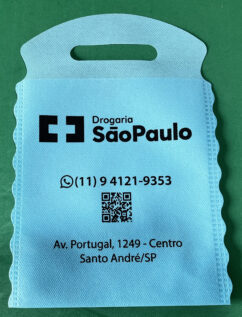 Drogaria
SãoPaulo
(11) 9 4121-9353
Av. Portugal, 1249 - Centro
Santo André/SP